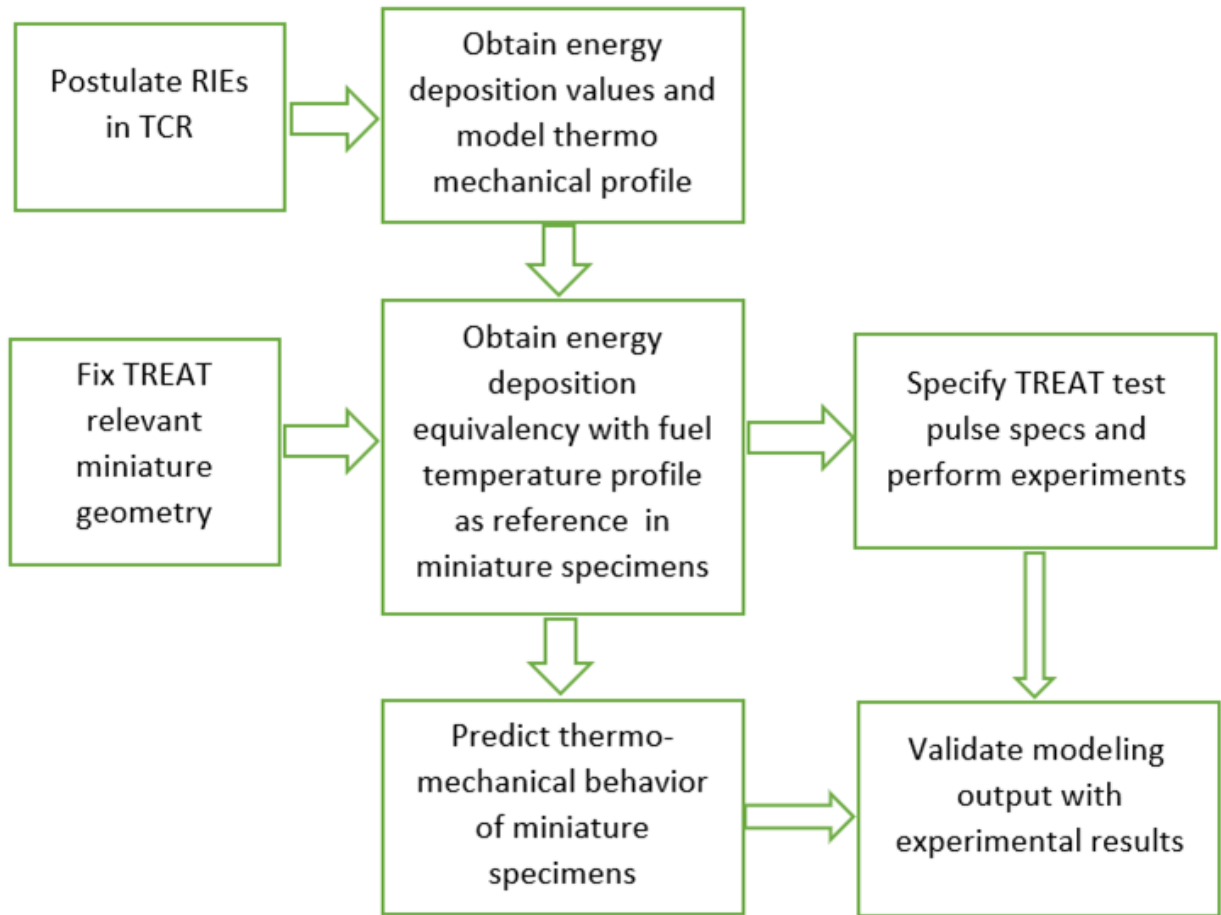 Postulate RIEs
in TCR
Obtain energy
deposition values and
model thermo
mechanical profile
Fix TREAT
relevant
miniature
geometry
Obtain energy
deposition
equivalency with fuel
temperature profile
as reference in
miniature specimens
Specify TREAT test
pulse specs and
perform experiments
Predict thermo-
mechanical behavior
of miniature
specimens
Validate modeling
output with
experimental results